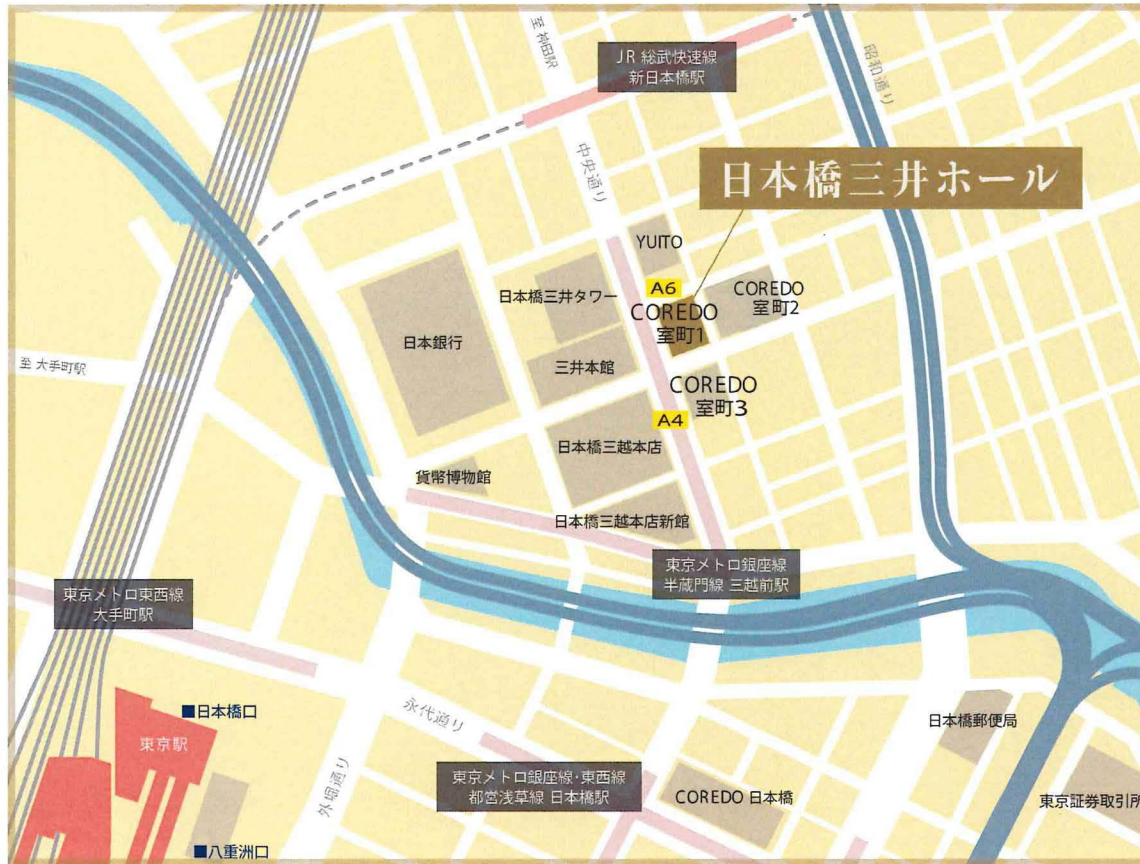 至 神田駅
JR 総武快速線
新日本橋駅
昭和通り
中央通り
日本橋三井ホール
YUITO
A6
日本橋三井タワー
COREDO
室町1
COREDO
室町2
日本銀行
三井本館
至 大手町駅
COREDO
室町3
A4
日本橋三越本店
貨幣博物館
日本橋三越本店新館
東京メトロ銀座線
半蔵門線 三越前駅
東京メトロ東西線
大手町駅
■日本橋口
東京駅
永代通り
日本橋郵便局
外堀通り
東京メトロ銀座線・東西線
都営浅草線 日本橋駅
COREDO 日本橋
東京証券取引所
■八重洲口